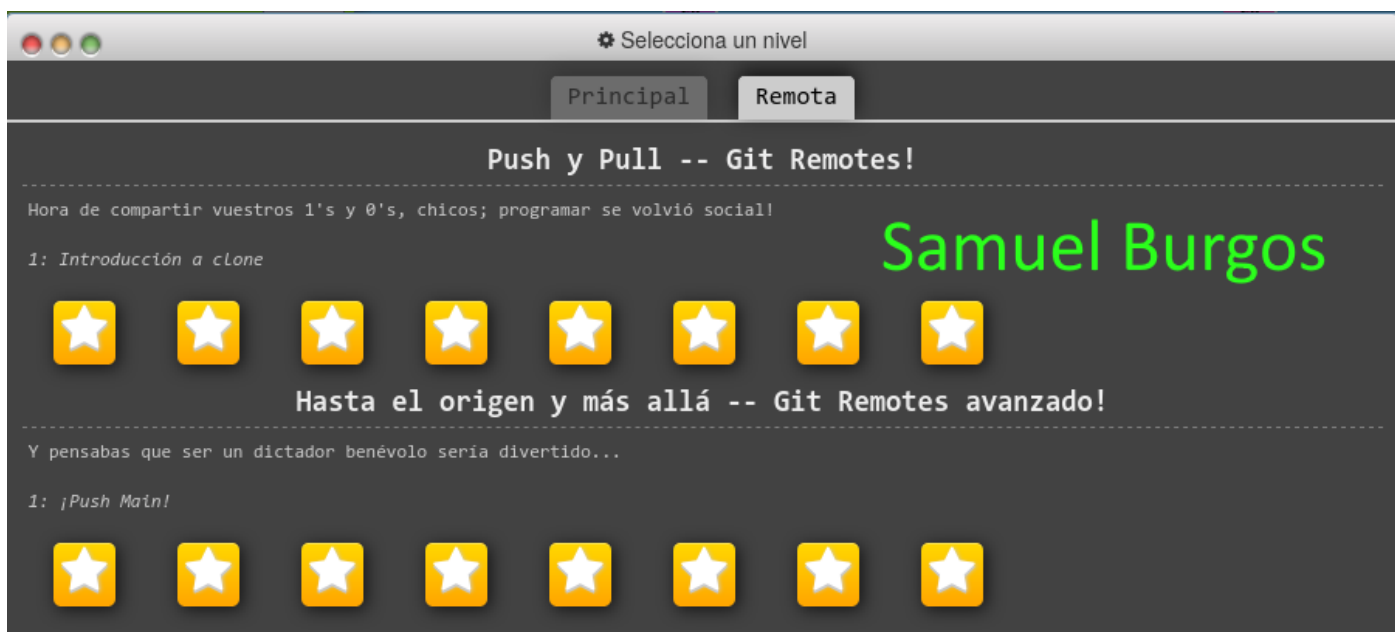 Selecciona un nivel
Principal
Remota
Push y Pull -- Git Remotes!
Hora de compartir vuestros 1's y 0's, chicos; programar se volvió social!
Samuel Burgos
1: Introducción a clone
Hasta el origen y más allá -- Git Remotes avanzado!
Y pensabas que ser un dictador benévolo sería divertido...
1: ¡Push Main!